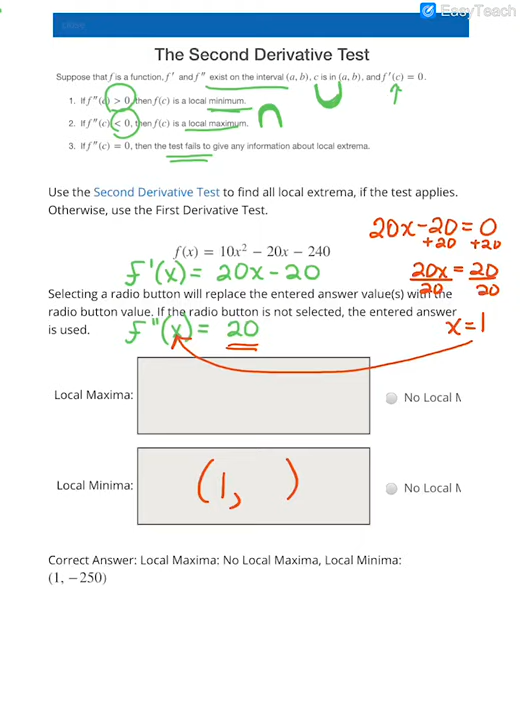 EasyTeach
The Second Derivative Test
Suppose that f is a function, f′ and f″ exist on the interval (a, b), c is in (a, b), and f′(c) = 0.
1. If f″(c) > 0, then f(c) is a local minimum.
2. If f″(c) < 0, then f(c) is a local maximum.
3. If f″(c) = 0, then the test fails to give any information about local extrema.
Use the Second Derivative Test to find all local extrema, if the test applies.
Otherwise, use the First Derivative Test.
20x-20=0
+20 +20
f(x) = 10x² − 20x − 240
f'(x) = 20x-20
20x = 20
20 20
Selecting a radio button will replace the entered answer value(s) with the
radio button value. If the radio button is not selected, the entered answer
is used.
f"(x) = 20
x=1
Local Maxima:
No Local M
Local Minima:
(1, )
No Local M
Correct Answer: Local Maxima: No Local Maxima, Local Minima:
(1, −250)